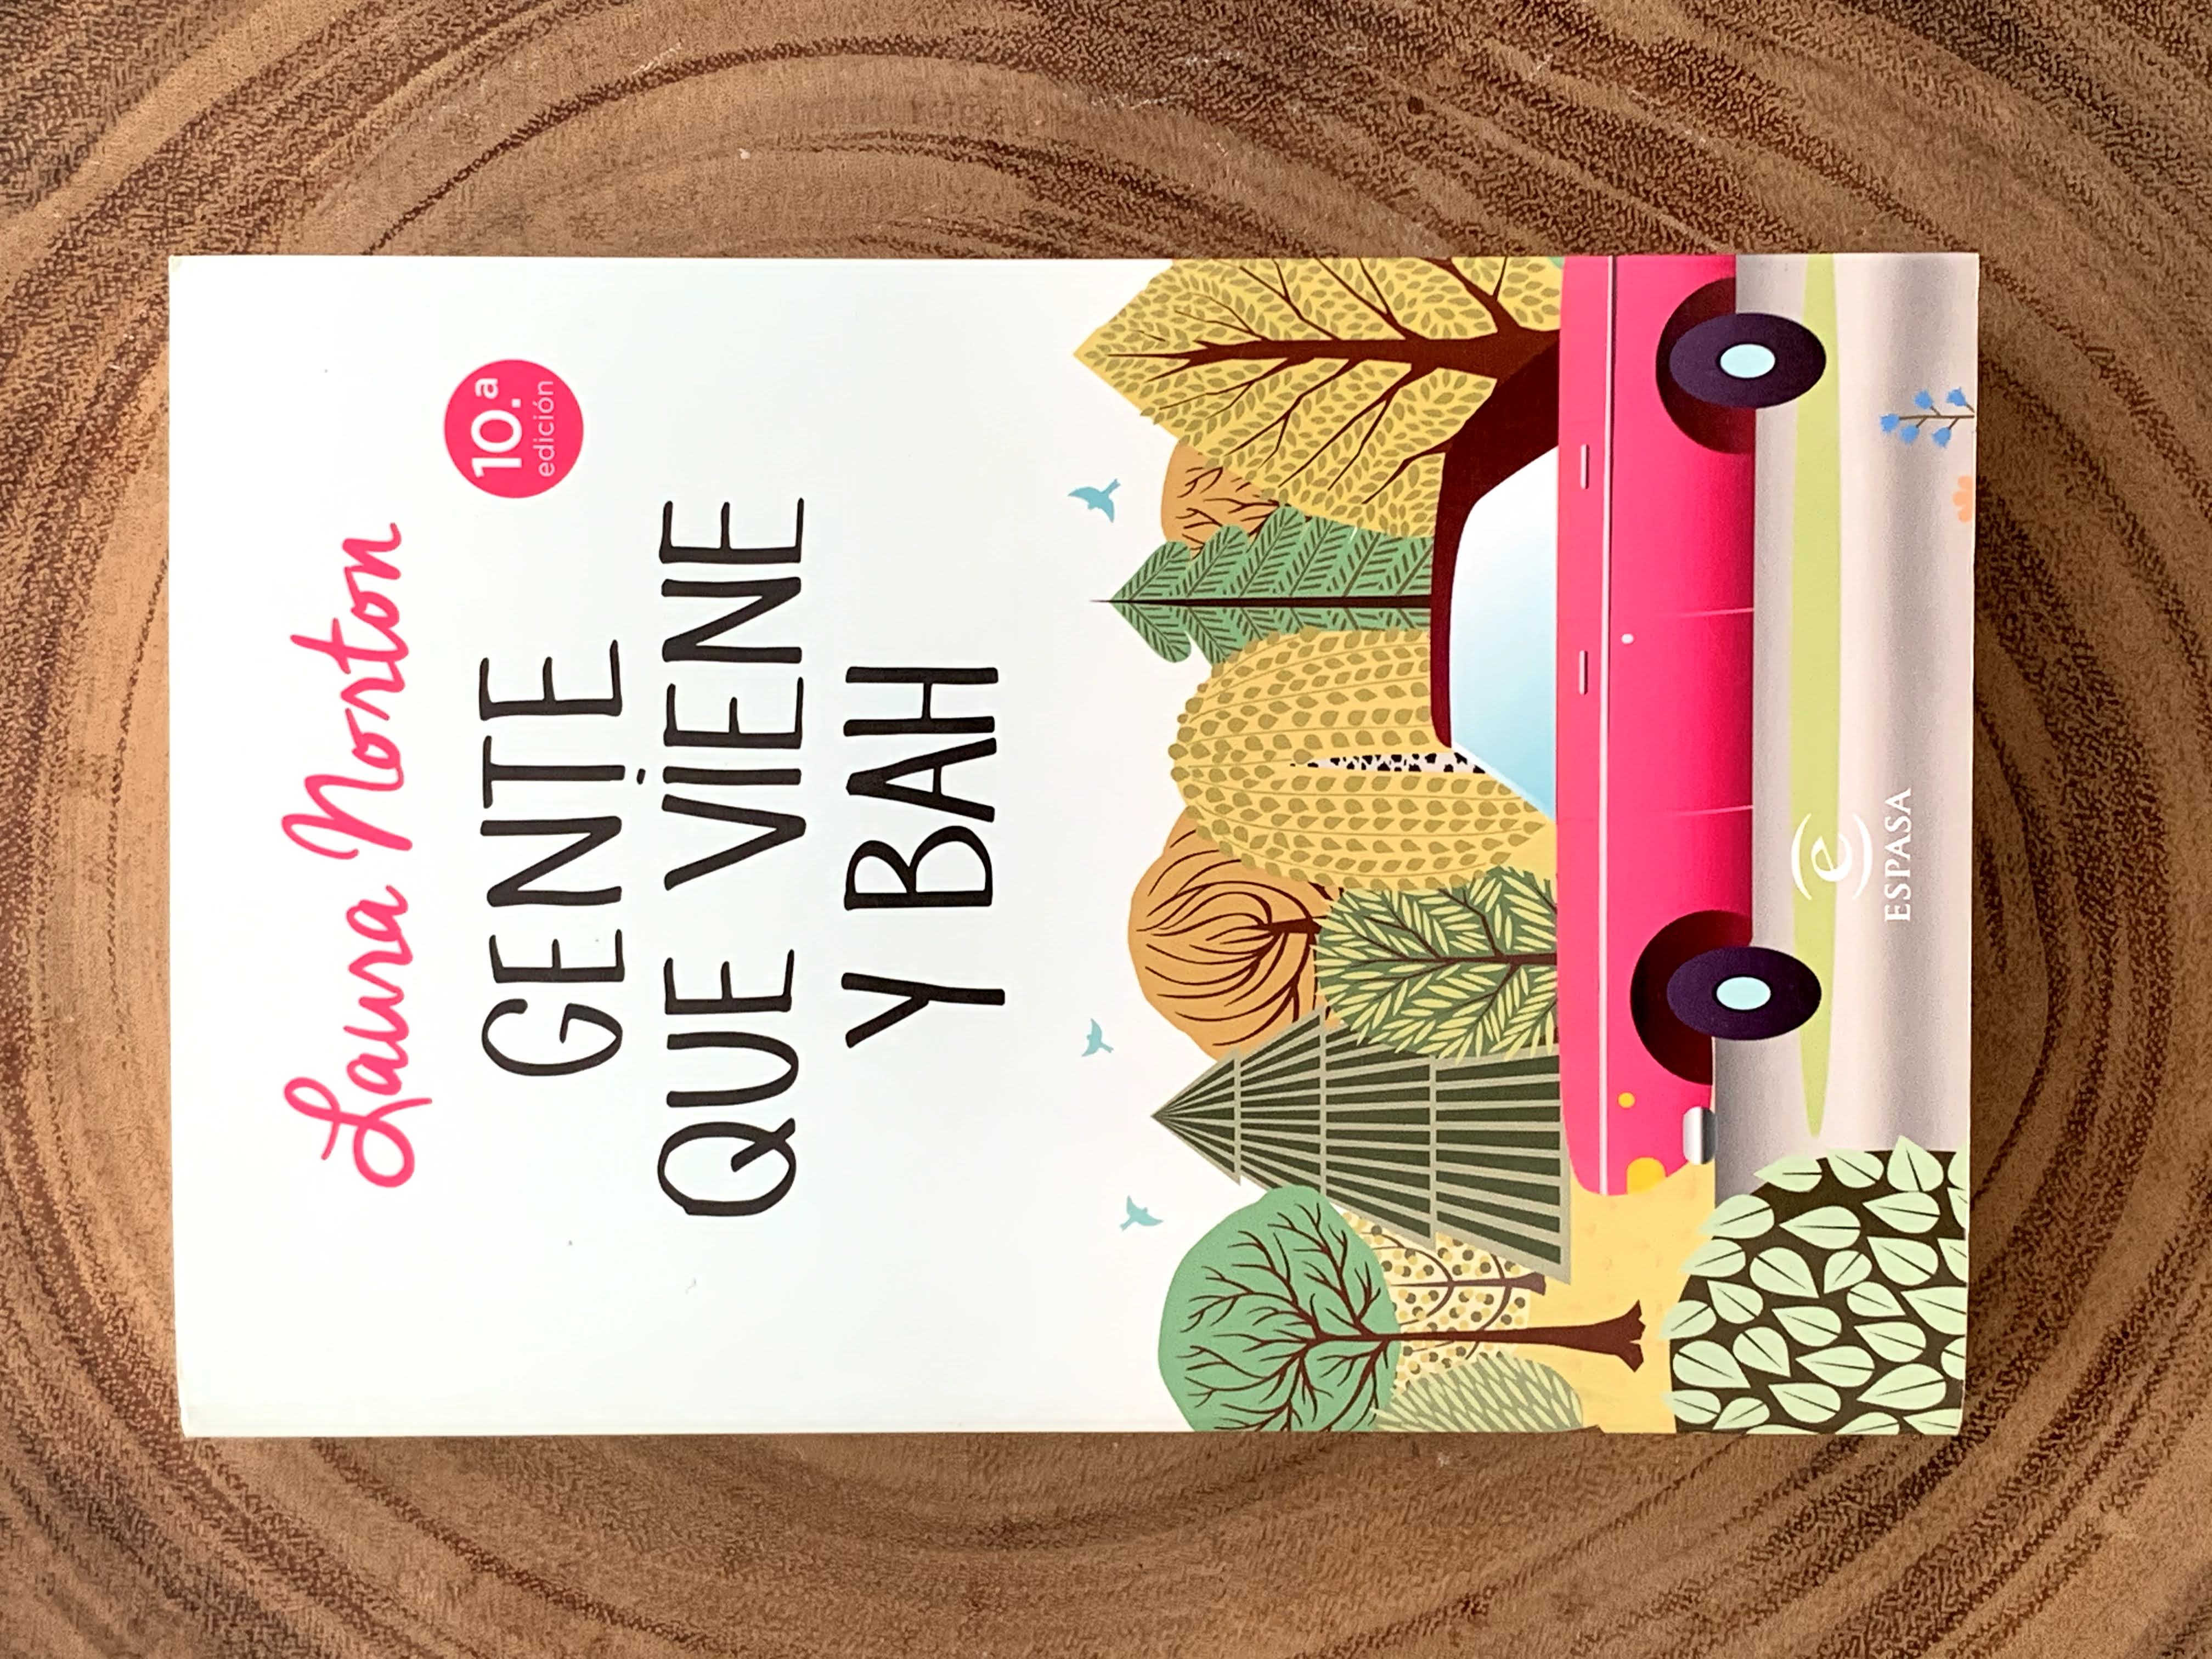 Laura Norton
10.ª
edición
GENTE
QUE VIENE
Y BAH
e
ESPASA